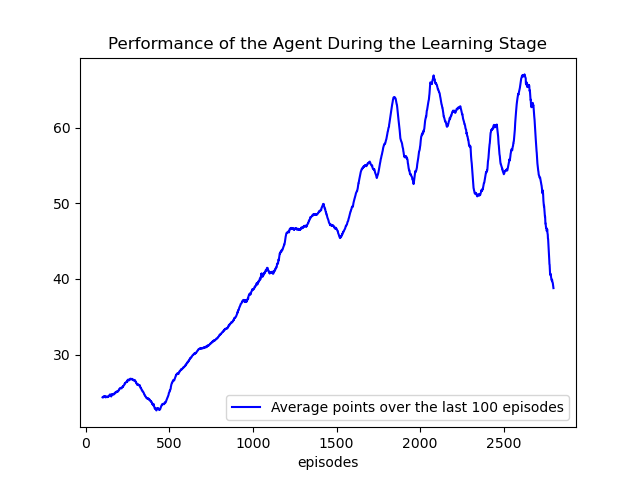 Performance of the Agent During the Learning Stage
60
50
40
30
Average points over the last 100 episodes
0 500 1000 1500 2000 2500
episodes